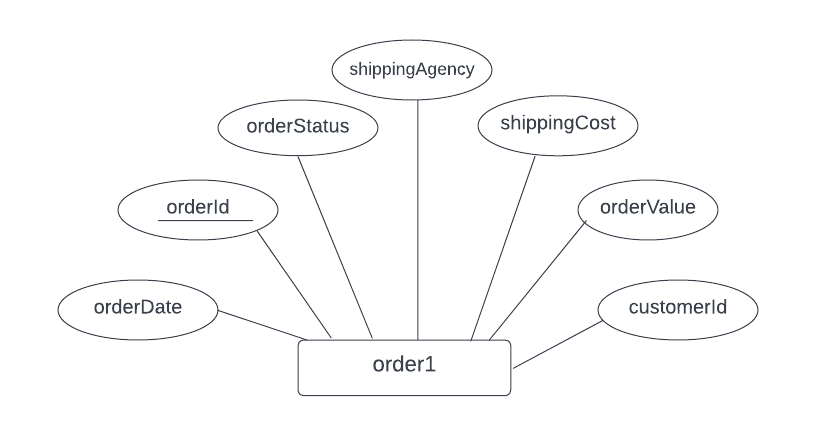 shippingAgency
orderStatus
shippingCost
orderId
orderValue
orderDate
customerId
order1